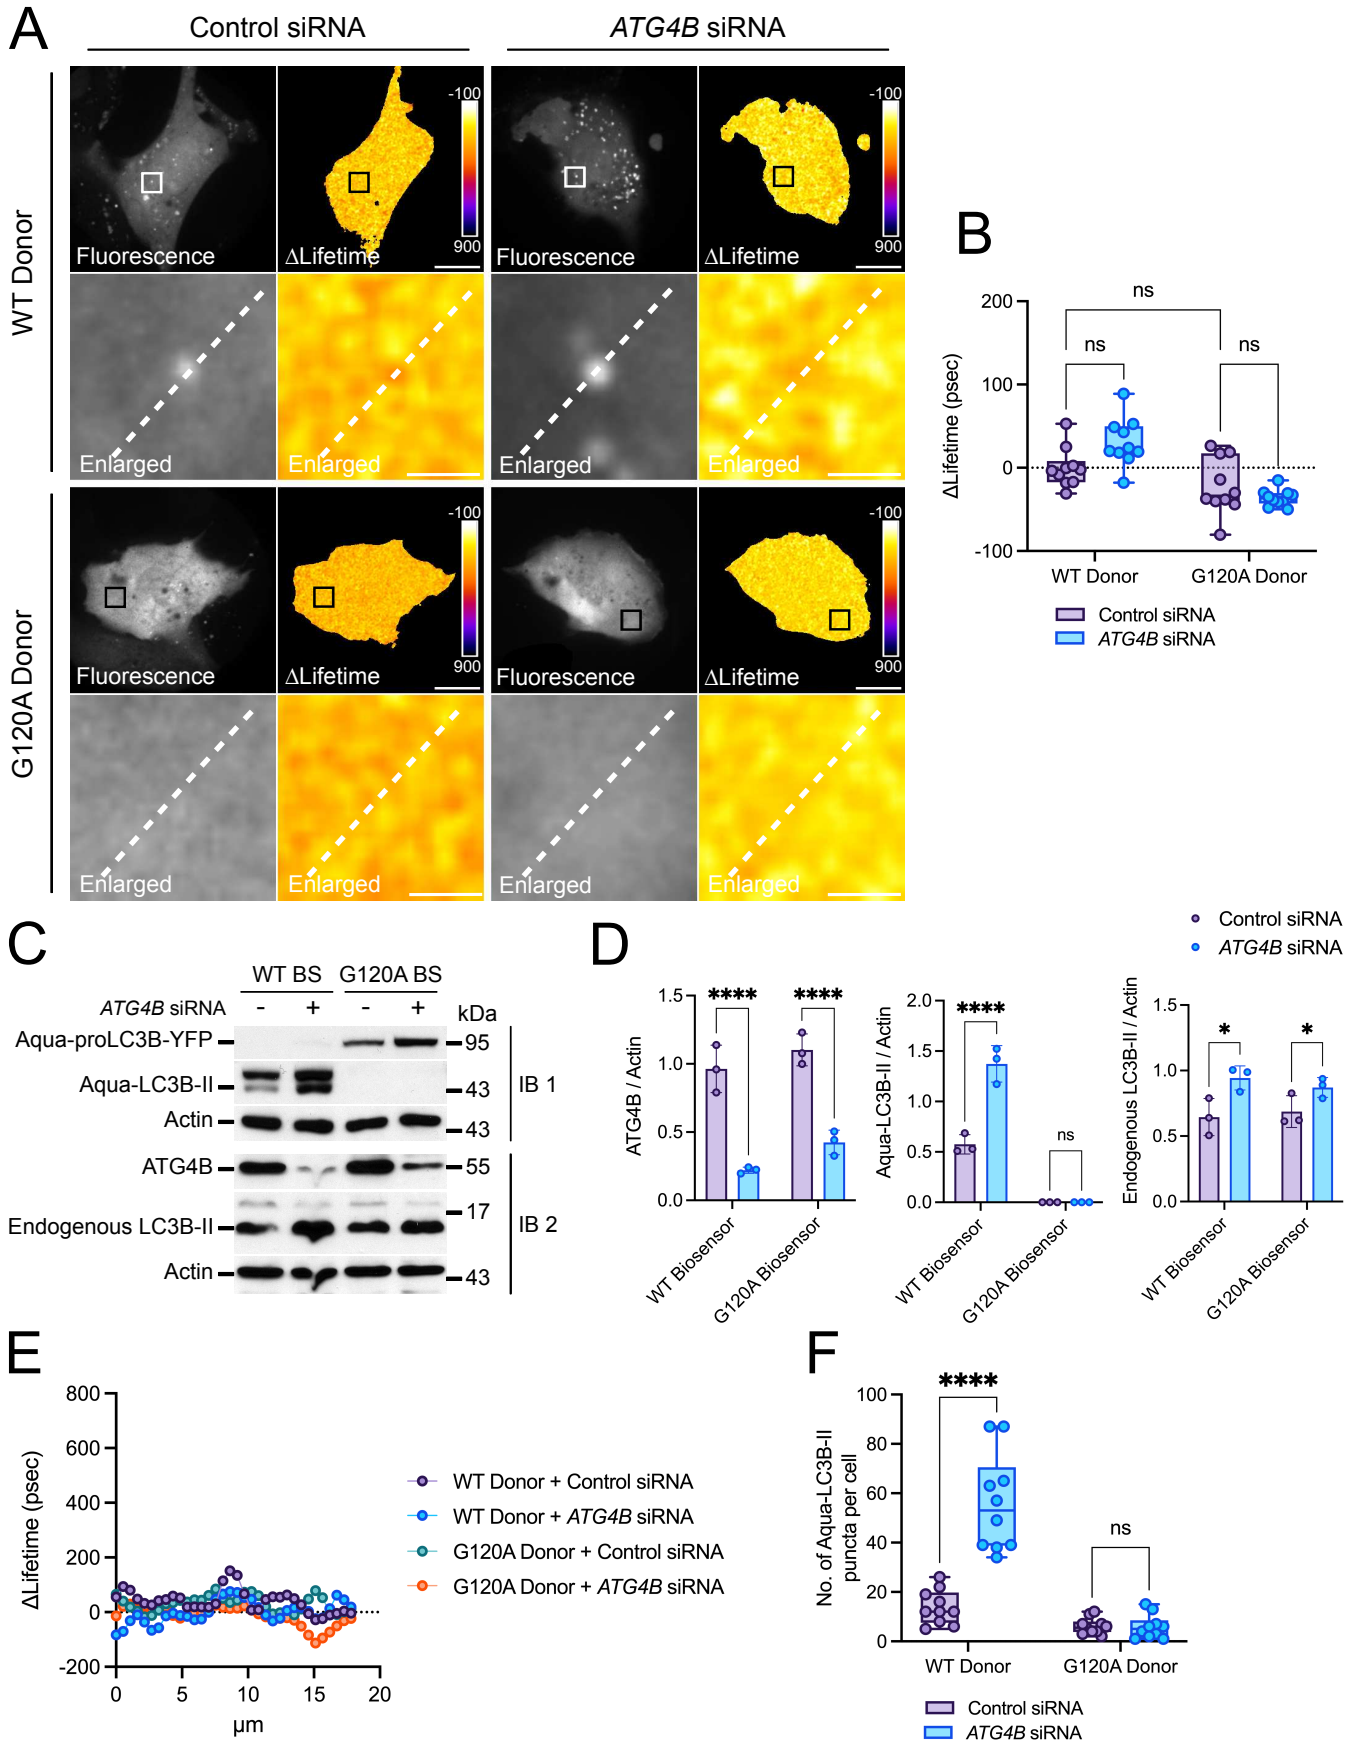 A
Control siRNA
ATG4B siRNA
WT Donor
-100
-100
Fluorescence
ΔLifetime
900
Fluorescence
ΔLifetime
900
Enlarged
Enlarged
Enlarged
Enlarged
G120A Donor
-100
-100
Fluorescence
ΔLifetime
900
Fluorescence
ΔLifetime
900
Enlarged
Enlarged
Enlarged
Enlarged
B
ΔLifetime (psec)
200
100
0
-100
ns
ns
ns
WT Donor
G120A Donor
Control siRNA
ATG4B siRNA
C
WT BS
G120A BS
ATG4B siRNA
- + - +
kDa
Aqua-proLC3B-YFP
95
Aqua-LC3B-II
43
IB 1
Actin
43
ATG4B
55
17
Endogenous LC3B-II
IB 2
Actin
43
D
Control siRNA
ATG4B siRNA
ATG4B / Actin
1.5
1.0
0.5
0.0
****
****
WT Biosensor
G120A Biosensor
Aqua-LC3B-II / Actin
2.0
1.5
1.0
0.5
0.0
****
ns
WT Biosensor
G120A Biosensor
Endogenous LC3B-II / Actin
1.5
1.0
0.5
0.0
*
*
WT Biosensor
G120A Biosensor
E
ΔLifetime (psec)
800
600
400
200
0
-200
0 5 10 15 20
μm
WT Donor + Control siRNA
WT Donor + ATG4B siRNA
G120A Donor + Control siRNA
G120A Donor + ATG4B siRNA
F
No. of Aqua-LC3B-II
puncta per cell
100
80
60
40
20
0
****
ns
WT Donor
G120A Donor
Control siRNA
ATG4B siRNA